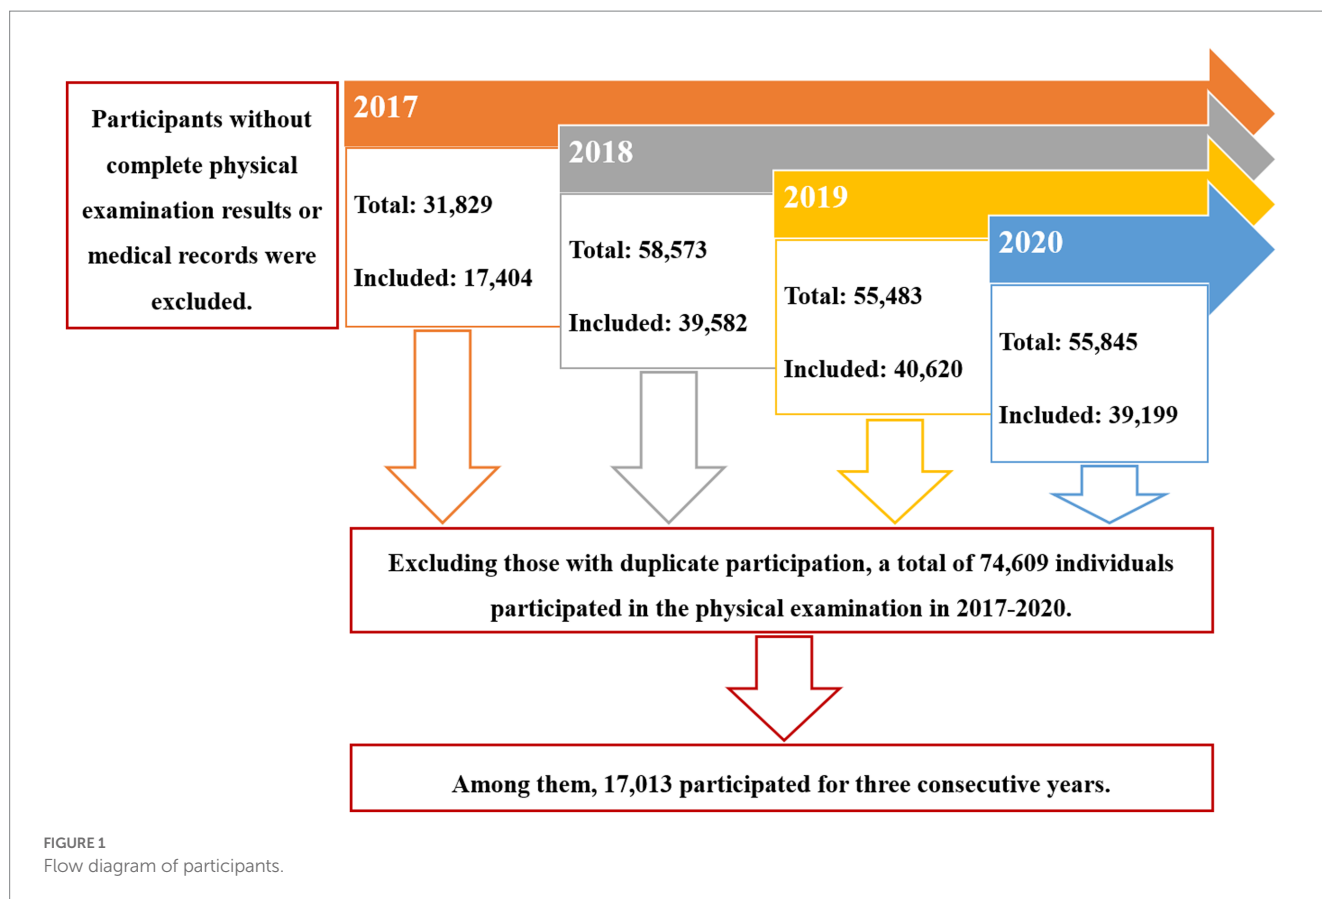 Participants without
complete physical
examination results or
medical records were
excluded.
2017
Total: 31,829
Included: 17,404
2018
Total: 58,573
Included: 39,582
2019
Total: 55,483
Included: 40,620
2020
Total: 55,845
Included: 39,199
Excluding those with duplicate participation, a total of 74,609 individuals
participated in the physical examination in 2017-2020.
Among them, 17,013 participated for three consecutive years.
FIGURE 1
Flow diagram of participants.